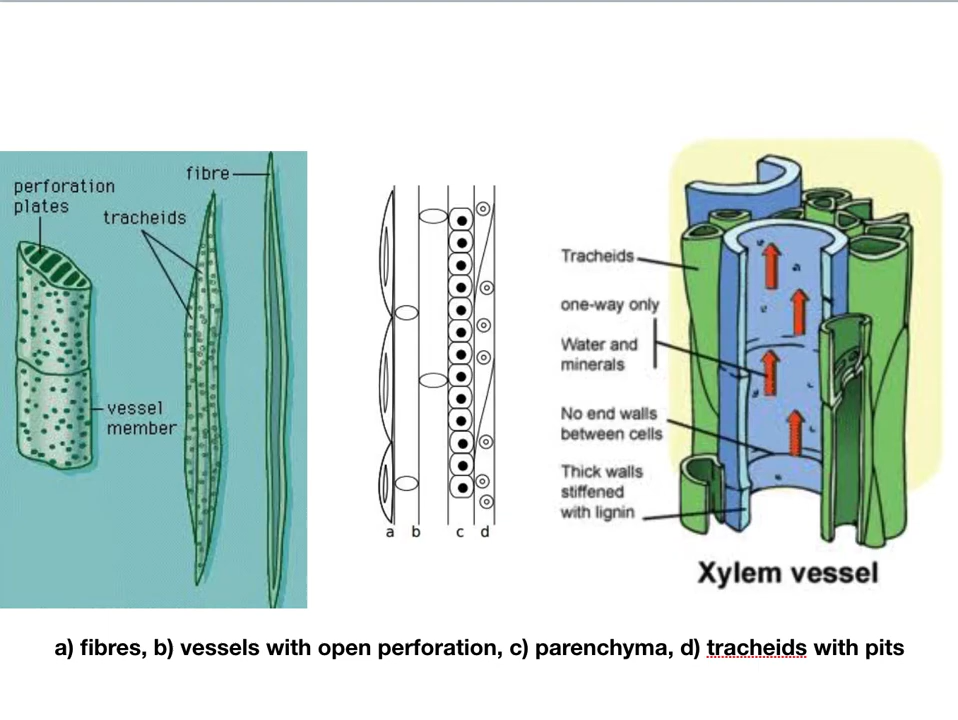 perforation
plates
fibre
tracheids
vessel
member
a b c d
Tracheids
one-way only
Water and
minerals
No end walls
between cells
Thick walls
stiffened
with lignin
Xylem vessel
a) fibres, b) vessels with open perforation, c) parenchyma, d) tracheids with pits